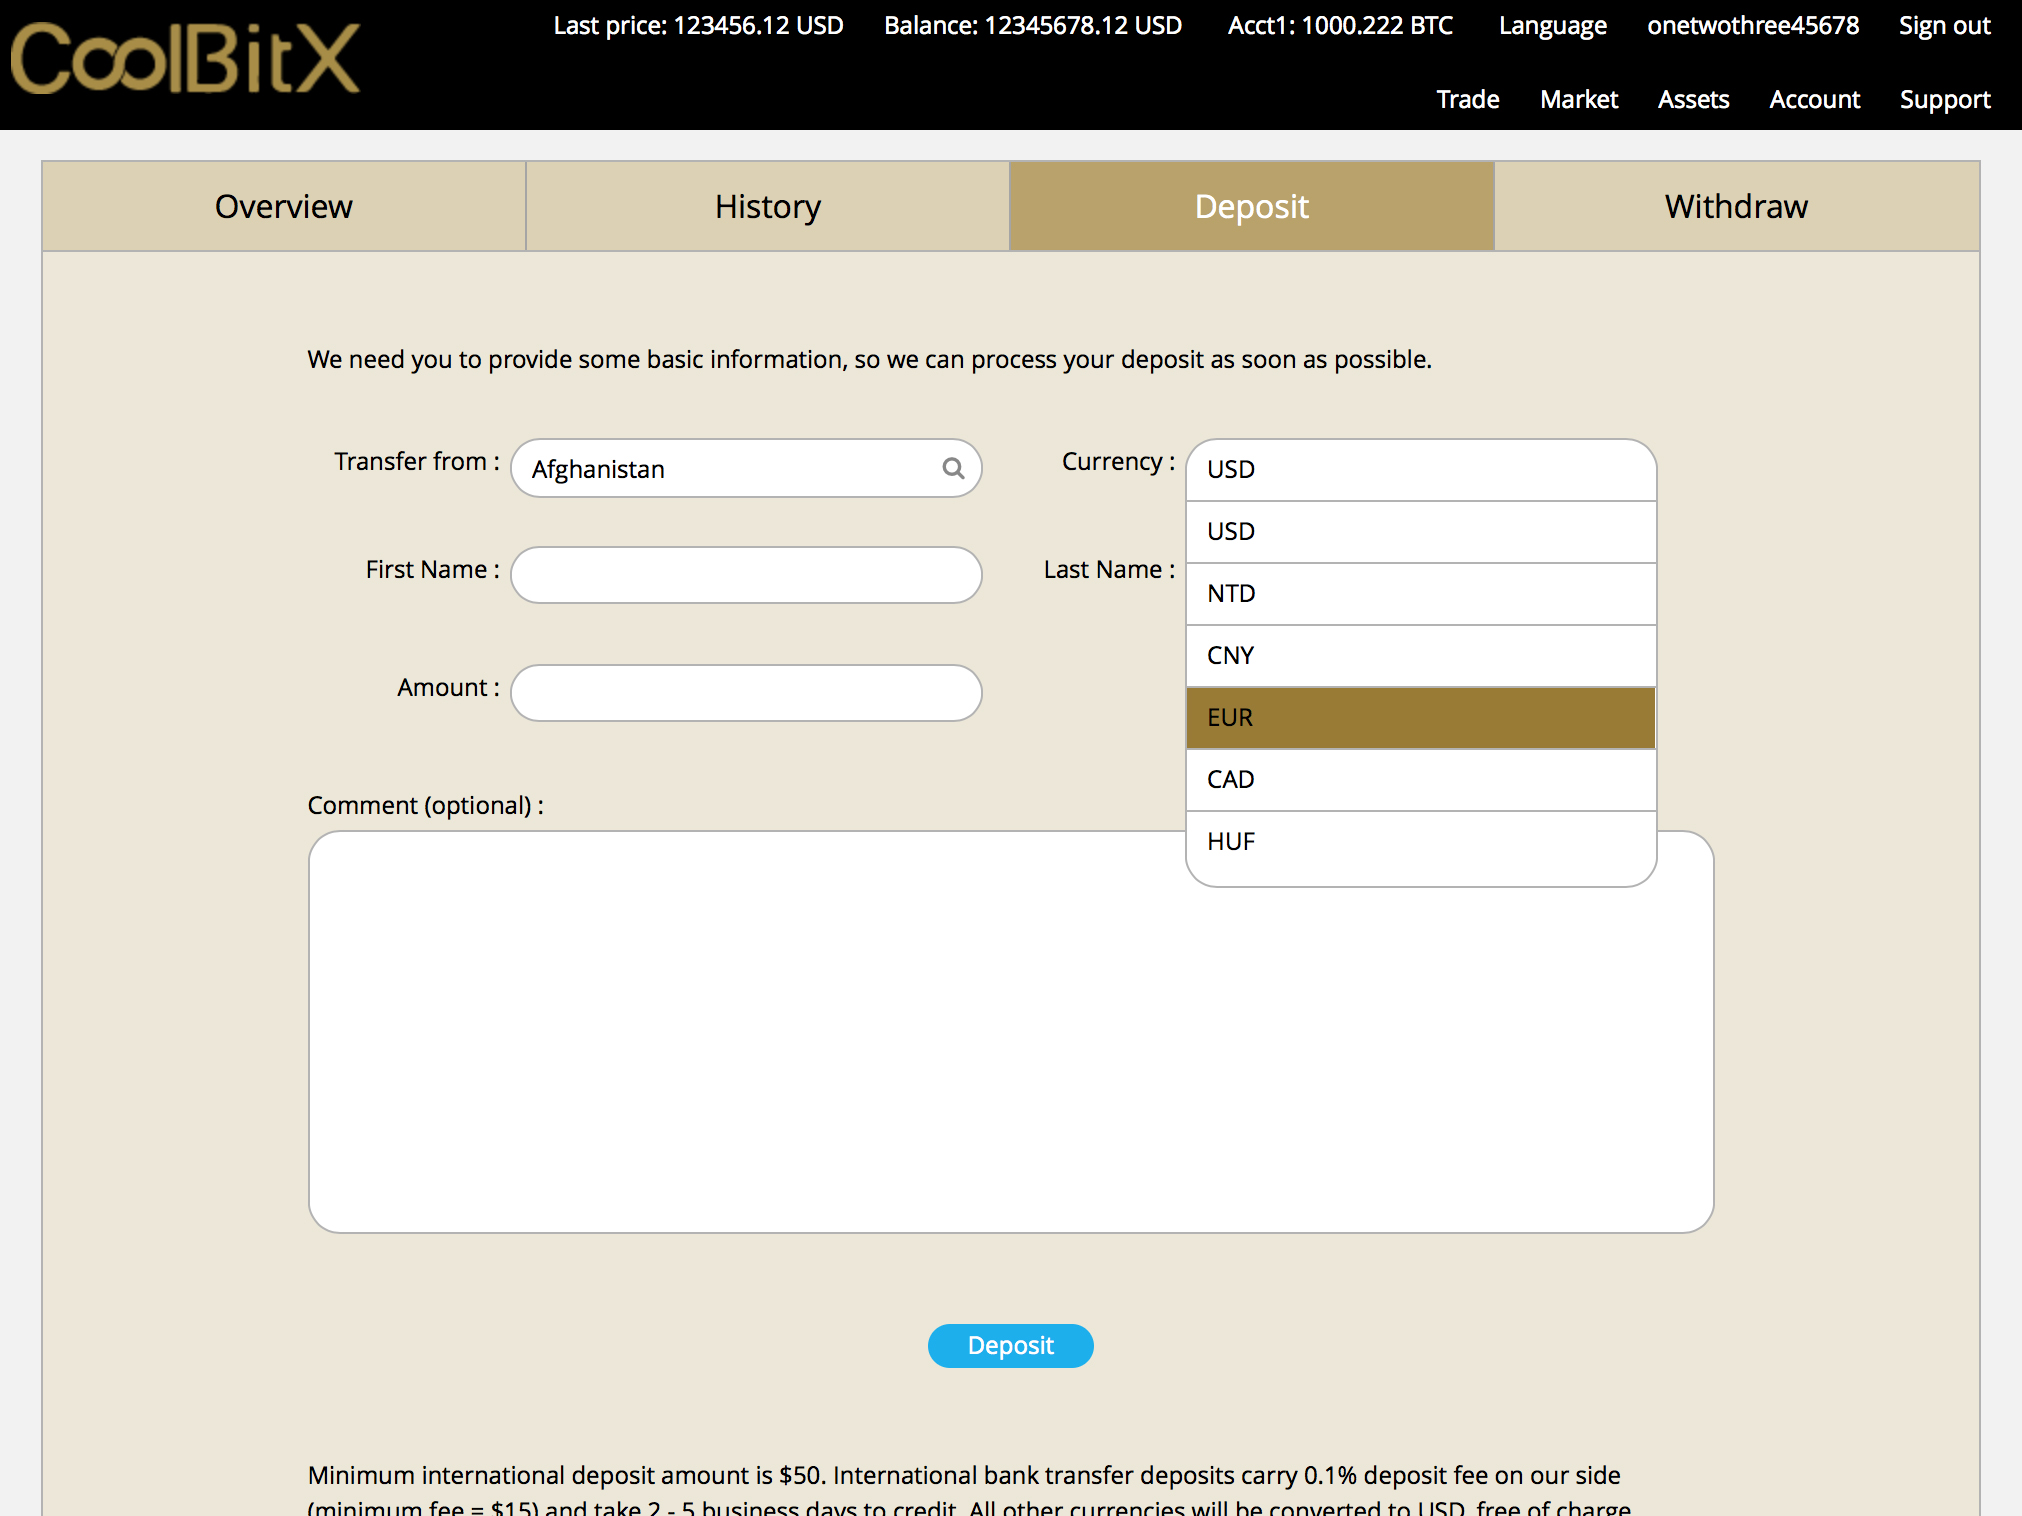 CoolBitX
Last price: 123456.12 USD Balance: 12345678.12 USD Acct1: 1000.222 BTC Language onetwothree45678 Sign out
Trade Market Assets Account Support
Overview History Deposit Withdraw
We need you to provide some basic information, so we can process your deposit as soon as possible.
Transfer from : Afghanistan Currency : USD
USD
First Name : Last Name :
NTD
CNY
Amount :
EUR
CAD
Comment (optional) :
HUF
Deposit
Minimum international deposit amount is $50. International bank transfer deposits carry 0.1% deposit fee on our side
(minimum fee = $15) and take 2 - 5 business days to credit. All other currencies will be converted to USD, free of charge